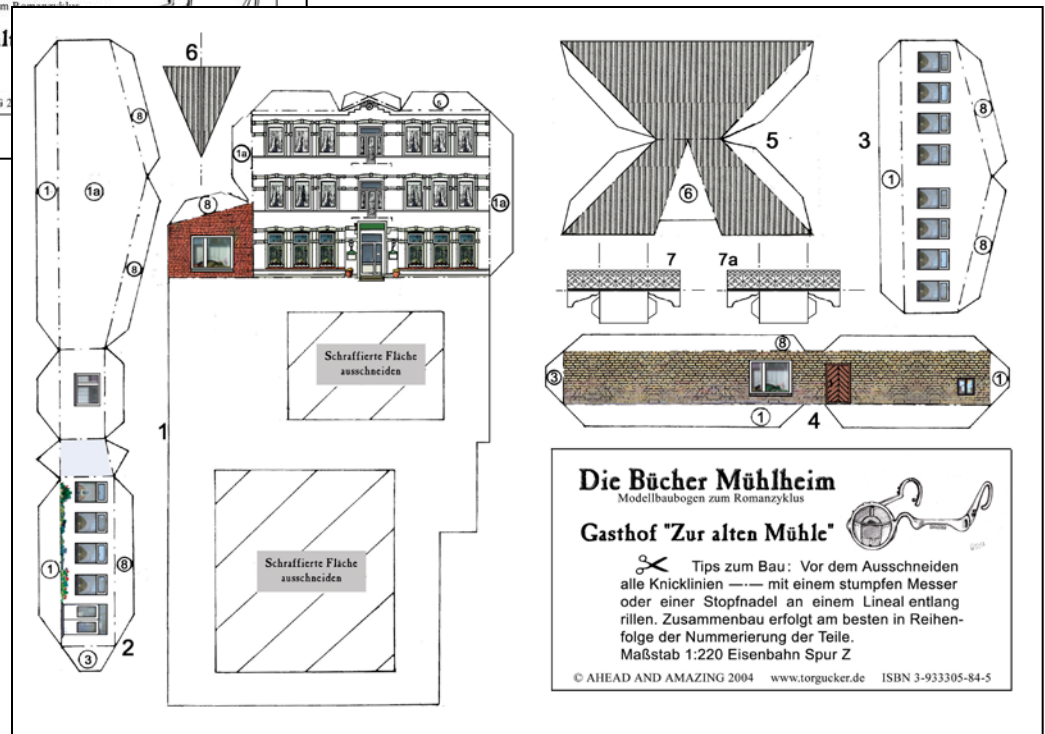 m Romanzyklus
6
8
1
1a
8
8
1a
8
6
1a
5
6
3
8
1
8
7
7a
Schraffierte Fläche
ausschneiden
3
8
1
1
4
1
Schraffierte Fläche
ausschneiden
1
8
3
2
Die Bücher Mühlheim
Modellbaubogen zum Romanzyklus
Gasthof "Zur alten Mühle"
Tips zum Bau: Vor dem Ausschneiden
alle Knicklinien —·— mit einem stumpfen Messer
oder einer Stopfnadel an einem Lineal entlang
rillen. Zusammenbau erfolgt am besten in Reihen-
folge der Nummerierung der Teile.
Maßstab 1:220 Eisenbahn Spur Z
© AHEAD AND AMAZING 2004 www.torgucker.de ISBN 3-933305-84-5